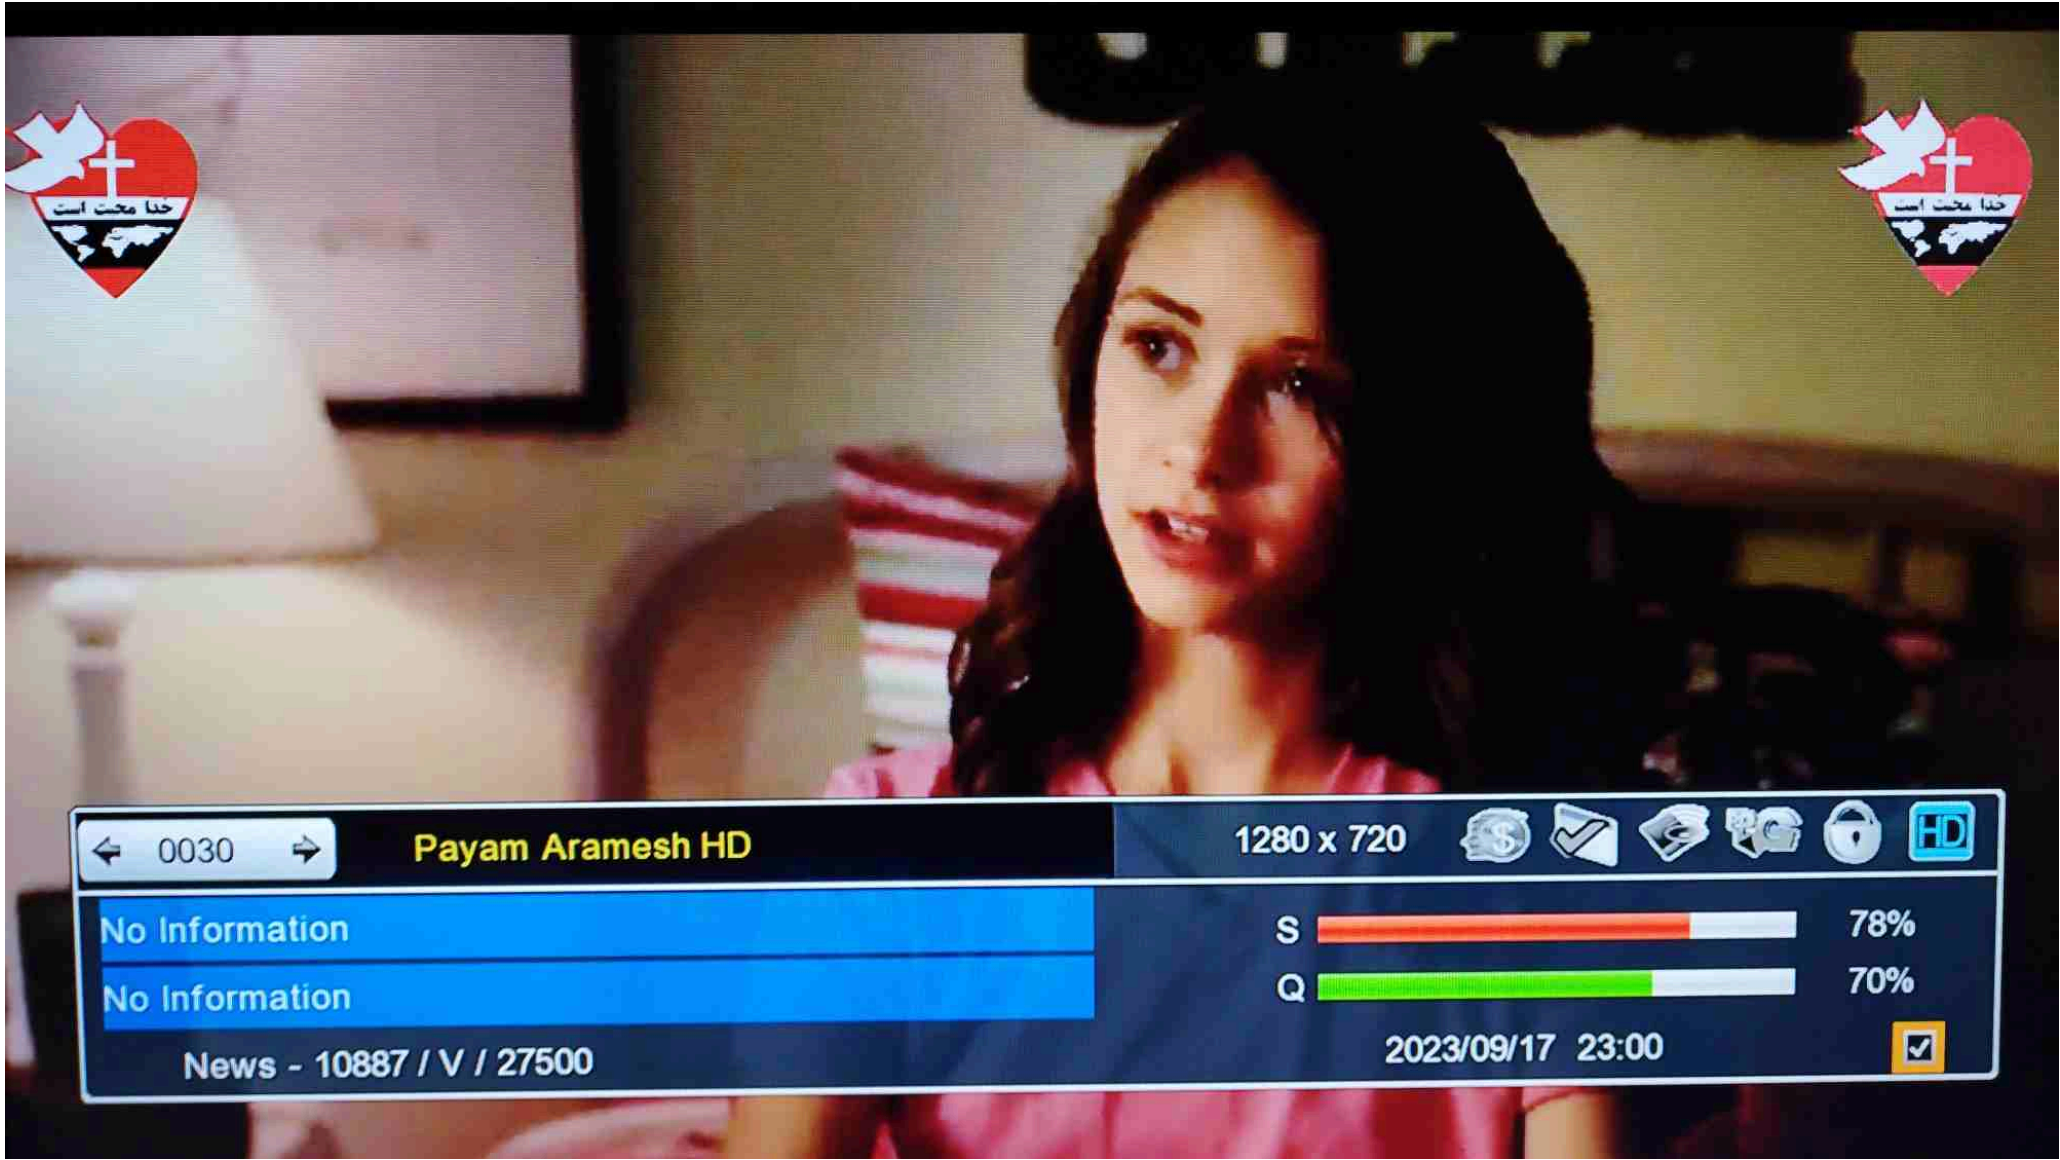 خدا محبت است
خدا محبت است
0030
Payam Aramesh HD
1280 x 720
HD
No Information
S 78%
No Information
Q 70%
News - 10887 / V / 27500
2023/09/17 23:00